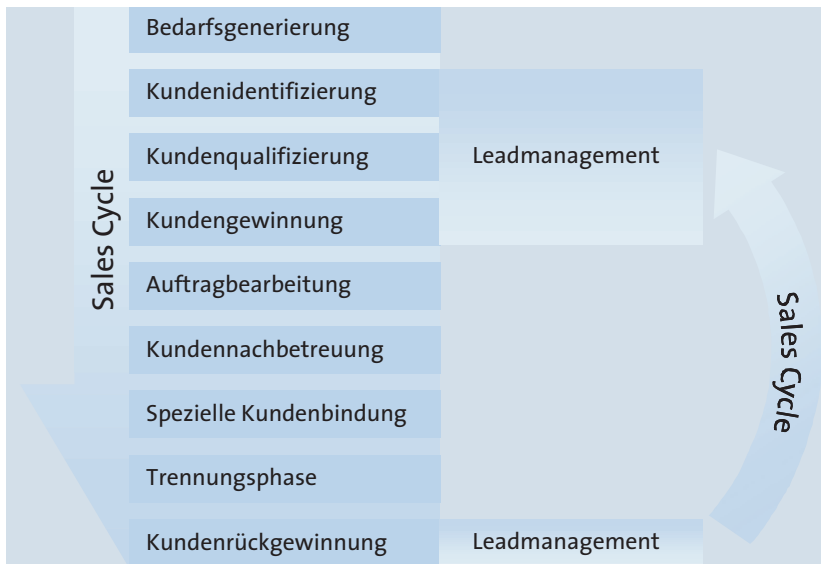 Sales Cycle
Bedarfsgenerierung
Kundenidentifizierung
Kundenqualifizierung
Leadmanagement
Kundengewinnung
Auftragbearbeitung
Kundennachbetreuung
Spezielle Kundenbindung
Trennungsphase
Kundenrückgewinnung
Leadmanagement
Sales Cycle